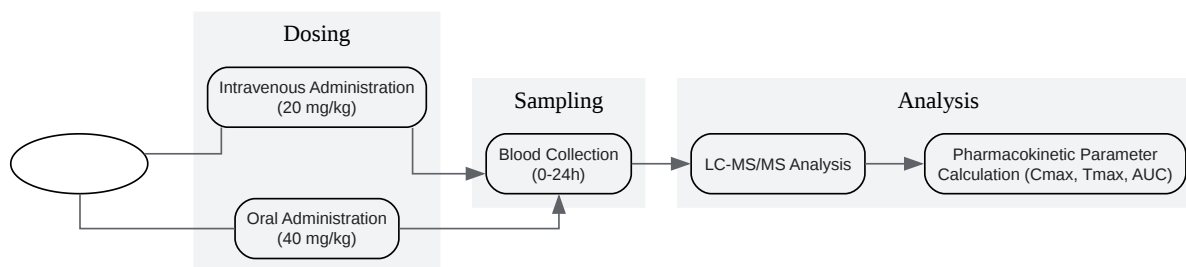 Dosing
Intravenous Administration
(20 mg/kg)
Oral Administration
(40 mg/kg)
Sampling
Blood Collection
(0-24h)
Analysis
LC-MS/MS Analysis
Pharmacokinetic Parameter
Calculation (Cmax, Tmax, AUC)